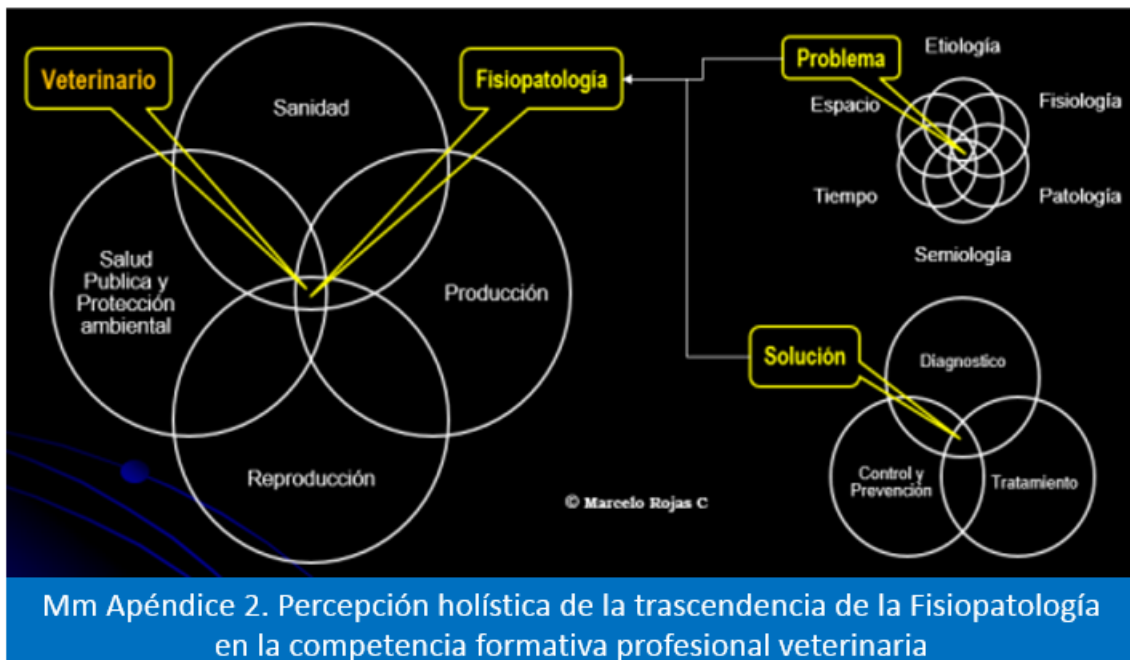 Veterinario
Fisiopatología
Sanidad
Salud
Publica y
Protección
ambiental
Producción
Reproducción
Problema
Etiología
Espacio
Fisiología
Tiempo
Patología
Semiología
Solución
Diagnostico
Control y
Prevención
Tratamiento
© Marcelo Rojas C
Mm Apéndice 2. Percepción holística de la trascendencia de la Fisiopatología
en la competencia formativa profesional veterinaria